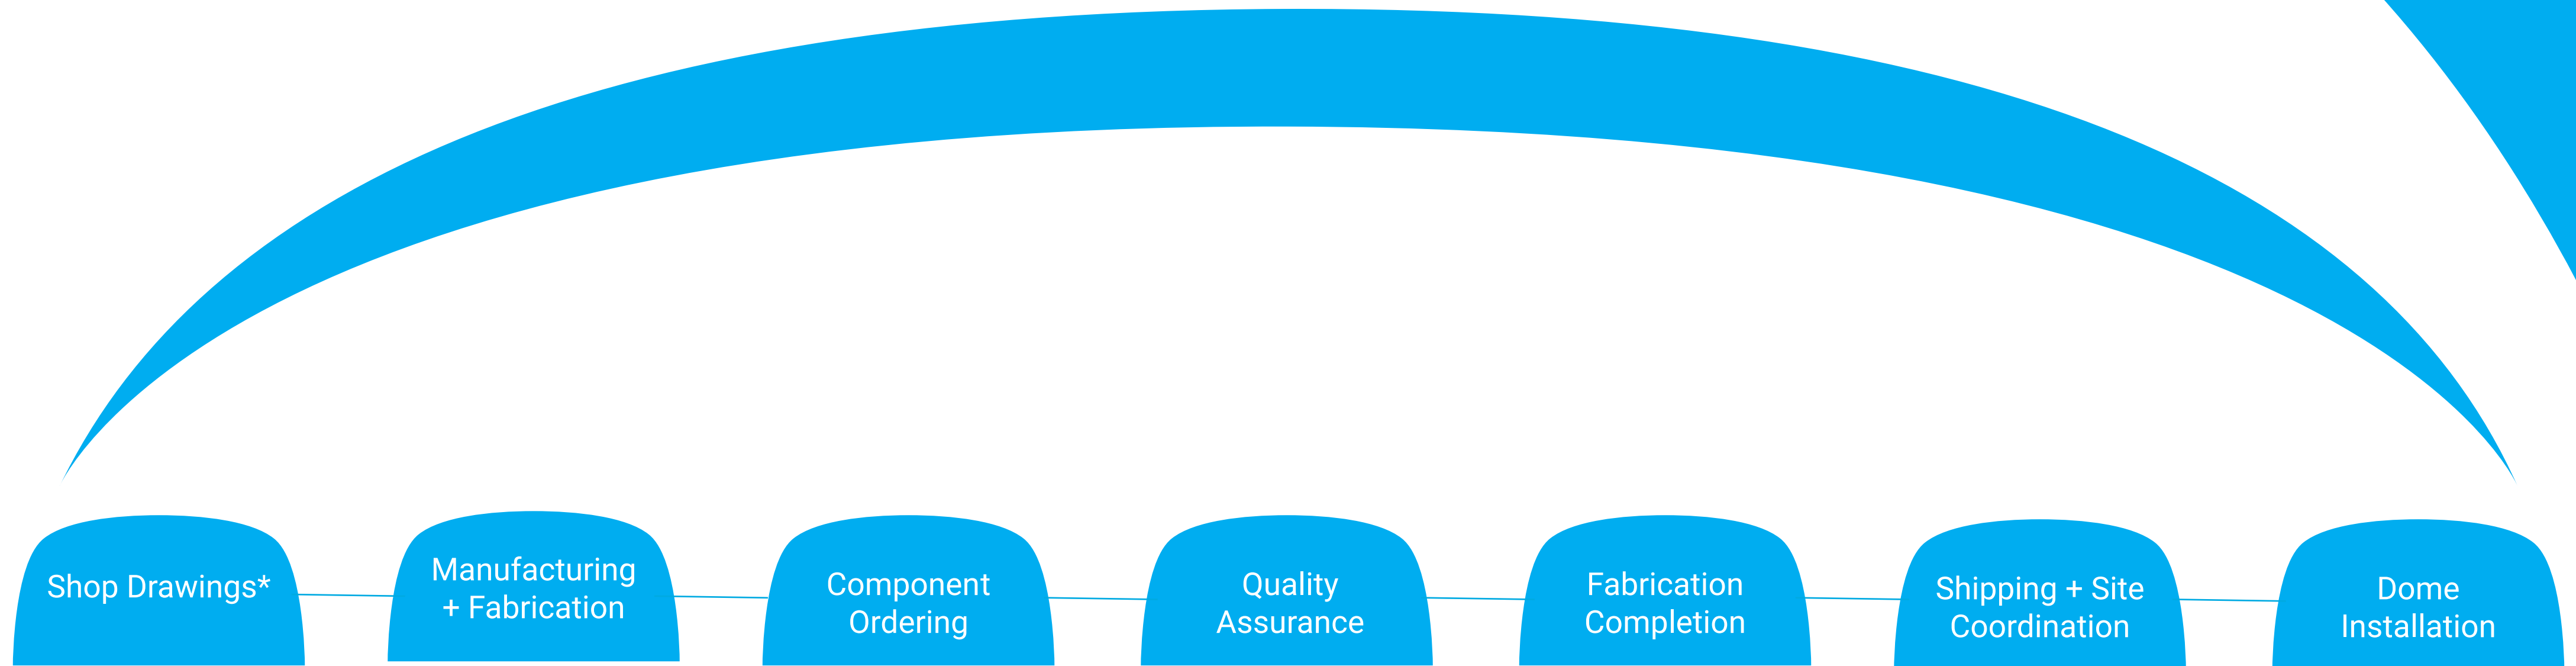 Shop Drawings*
Manufacturing
+ Fabrication
Component
Ordering
Quality
Assurance
Fabrication
Completion
Shipping + Site
Coordination
Dome
Installation